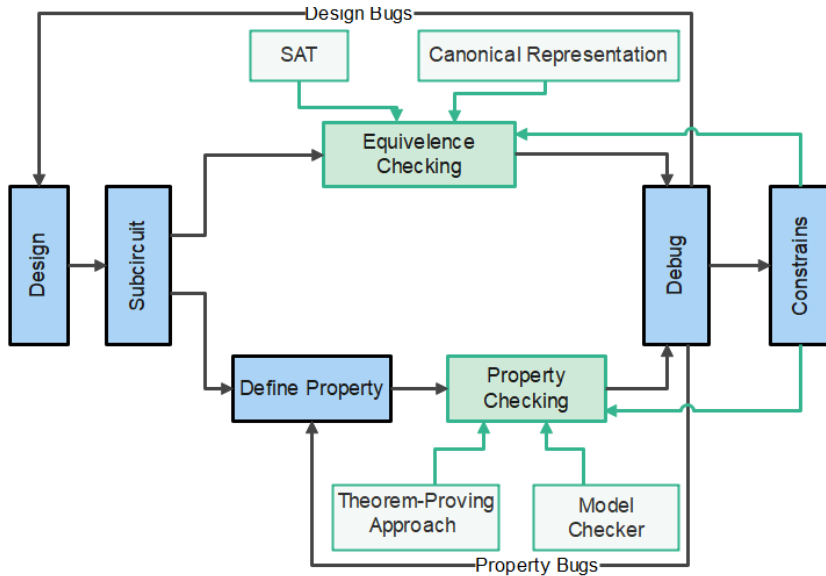 Design Bugs
SAT
Canonical Representation
Equivelence
Checking
Design
Subcircuit
Debug
Constrains
Define Property
Property
Checking
Theorem-Proving
Approach
Model
Checker
Property Bugs